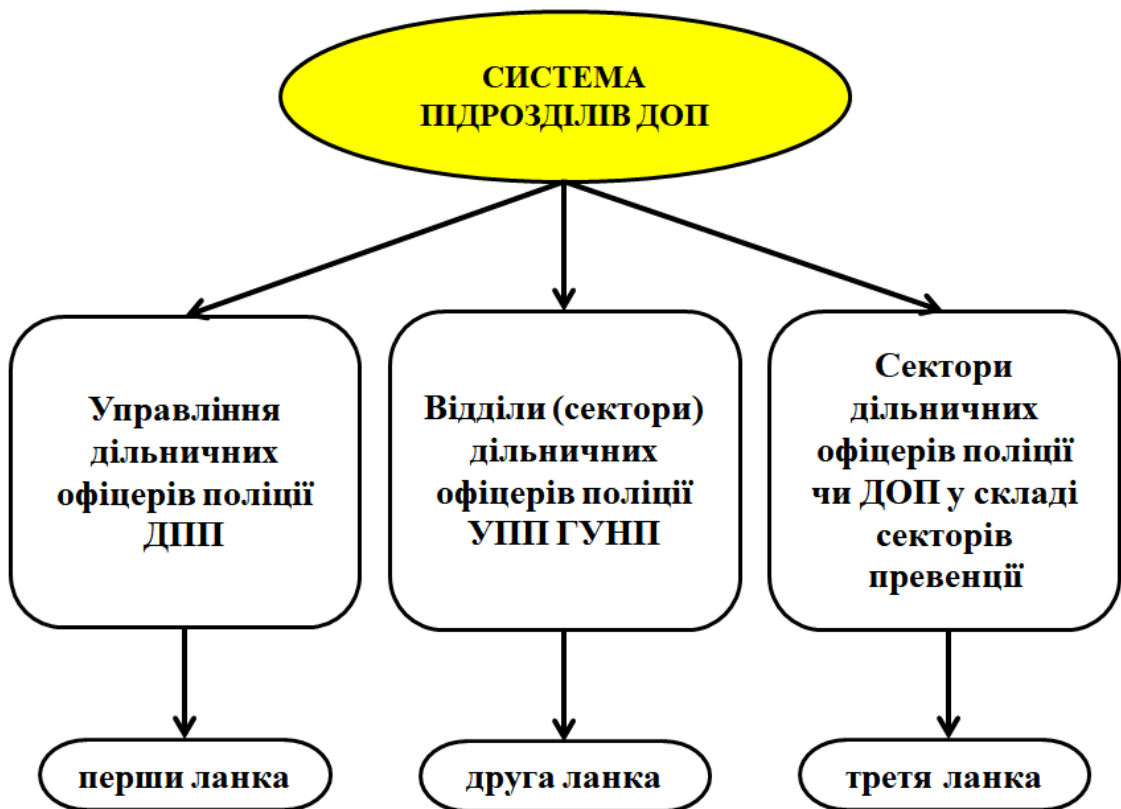 СИСТЕМА
ПІДРОЗДІЛІВ ДОП
Управління
дільничних
офіцерів поліції
ДПП
Відділи (сектори)
дільничних
офіцерів поліції
УПП ГУНП
Сектори
дільничних
офіцерів поліції
чи ДОП у складі
секторів
превенції
перши ланка
друга ланка
третя ланка